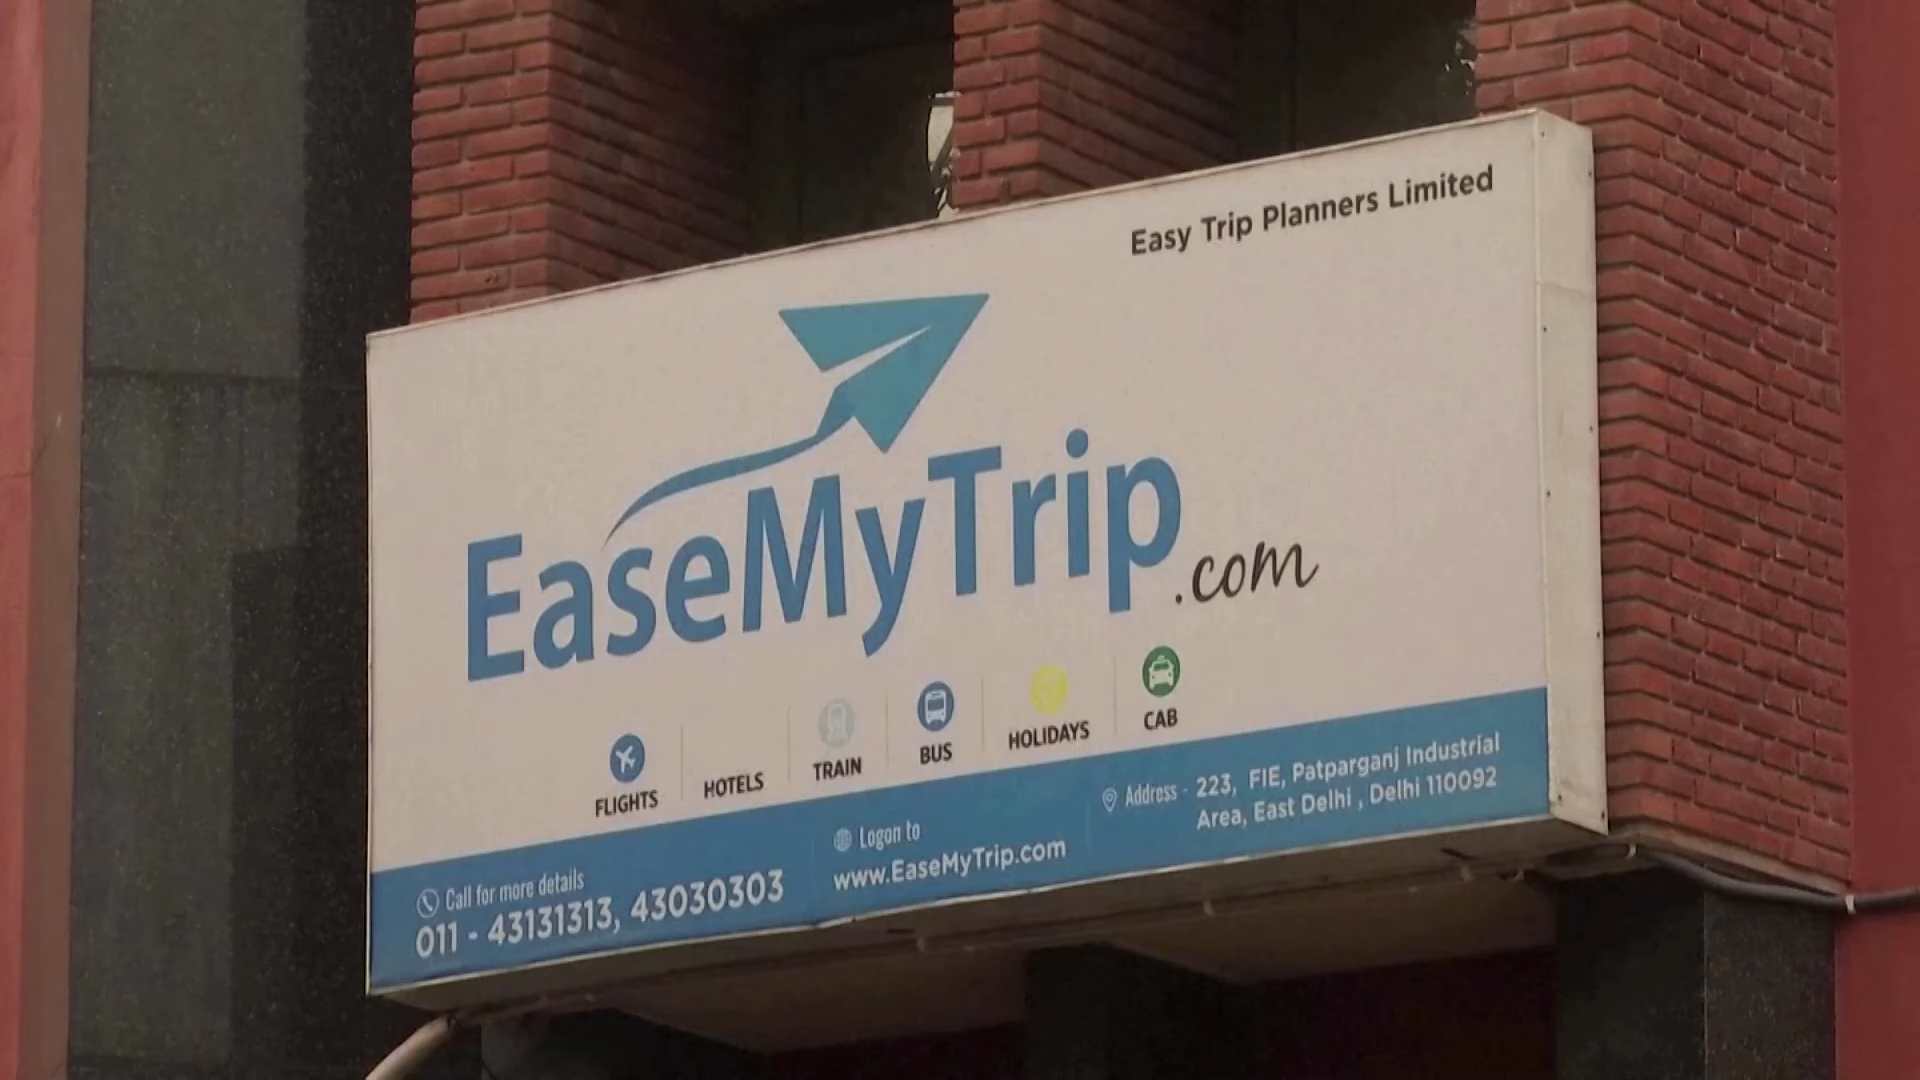 Easy Trip Planners Limited
EaseMyTrip.com
FLIGHTS HOTELS TRAIN BUS HOLIDAYS CAB
Call for more details
011 - 43131313, 43030303
Logon to
www.EaseMyTrip.com
Address - 223, FIE, Patparganj Industrial
Area, East Delhi , Delhi 110092